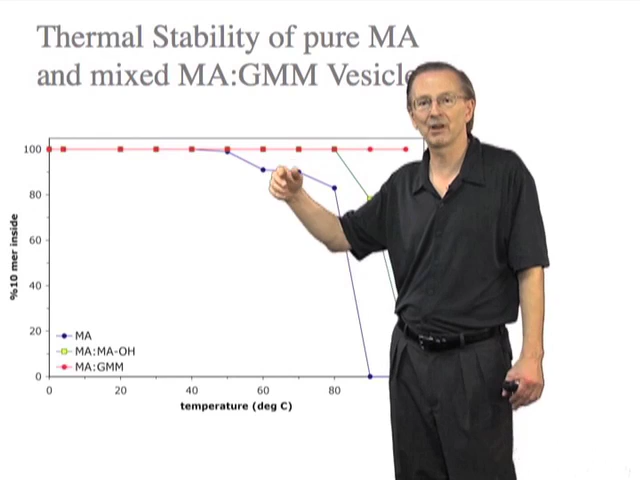 Thermal Stability of pure MA
and mixed MA:GMM Vesicle
100
80
60
40
20
0
%10 mer inside
MA
MA:MA-OH
MA:GMM
0 20 40 60 80
temperature (deg C)